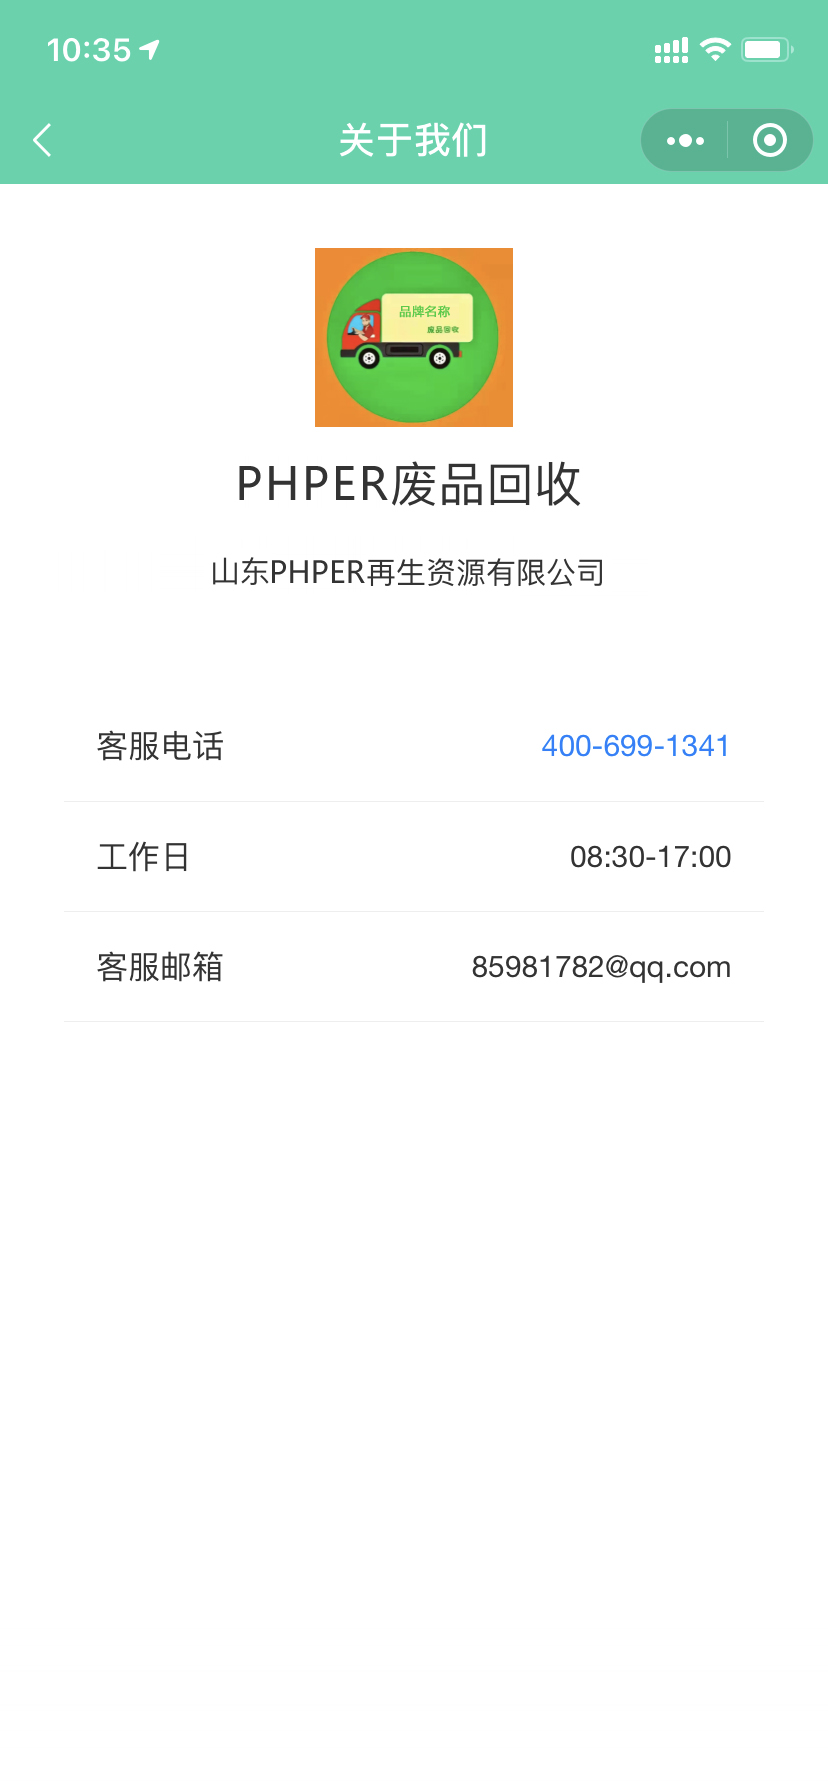 10:35
关于我们
品牌名称
废品回收
PHPER废品回收
山东PHPER再生资源有限公司
客服电话 400-699-1341
工作日 08:30-17:00
客服邮箱 85981782@qq.com